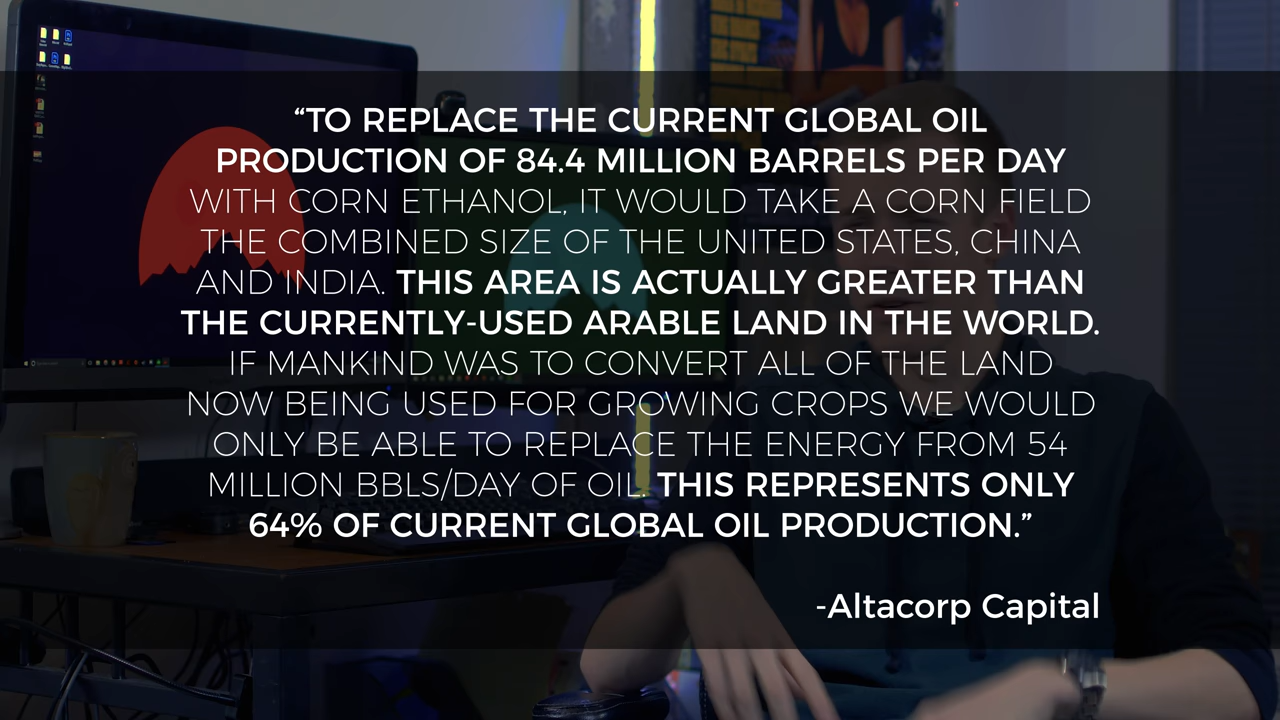 “TO REPLACE THE CURRENT GLOBAL OIL
PRODUCTION OF 84.4 MILLION BARRELS PER DAY
WITH CORN ETHANOL, IT WOULD TAKE A CORN FIELD
THE COMBINED SIZE OF THE UNITED STATES, CHINA
AND INDIA. THIS AREA IS ACTUALLY GREATER THAN
THE CURRENTLY-USED ARABLE LAND IN THE WORLD.
IF MANKIND WAS TO CONVERT ALL OF THE LAND
NOW BEING USED FOR GROWING CROPS WE WOULD
ONLY BE ABLE TO REPLACE THE ENERGY FROM 54
MILLION BBLS/DAY OF OIL. THIS REPRESENTS ONLY
64% OF CURRENT GLOBAL OIL PRODUCTION.”
-Altacorp Capital